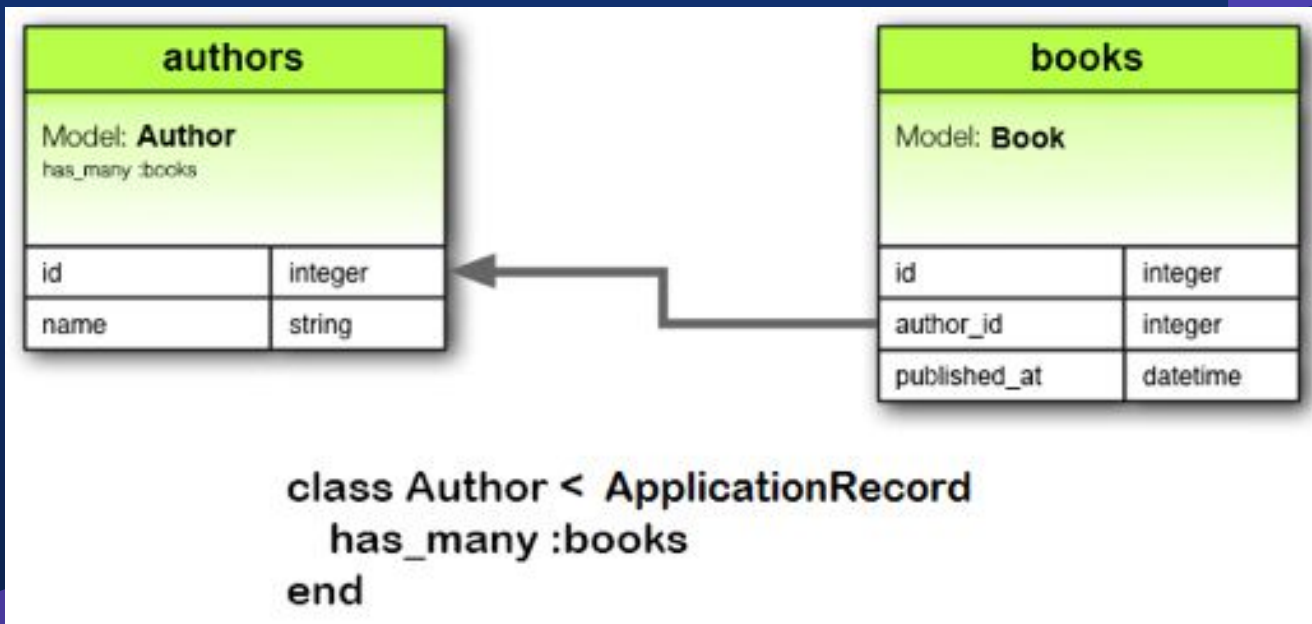 authors
Model: Author
has_many :books
id integer
name string
books
Model: Book
id integer
author_id integer
published_at datetime
class Author < ApplicationRecord
has_many :books
end